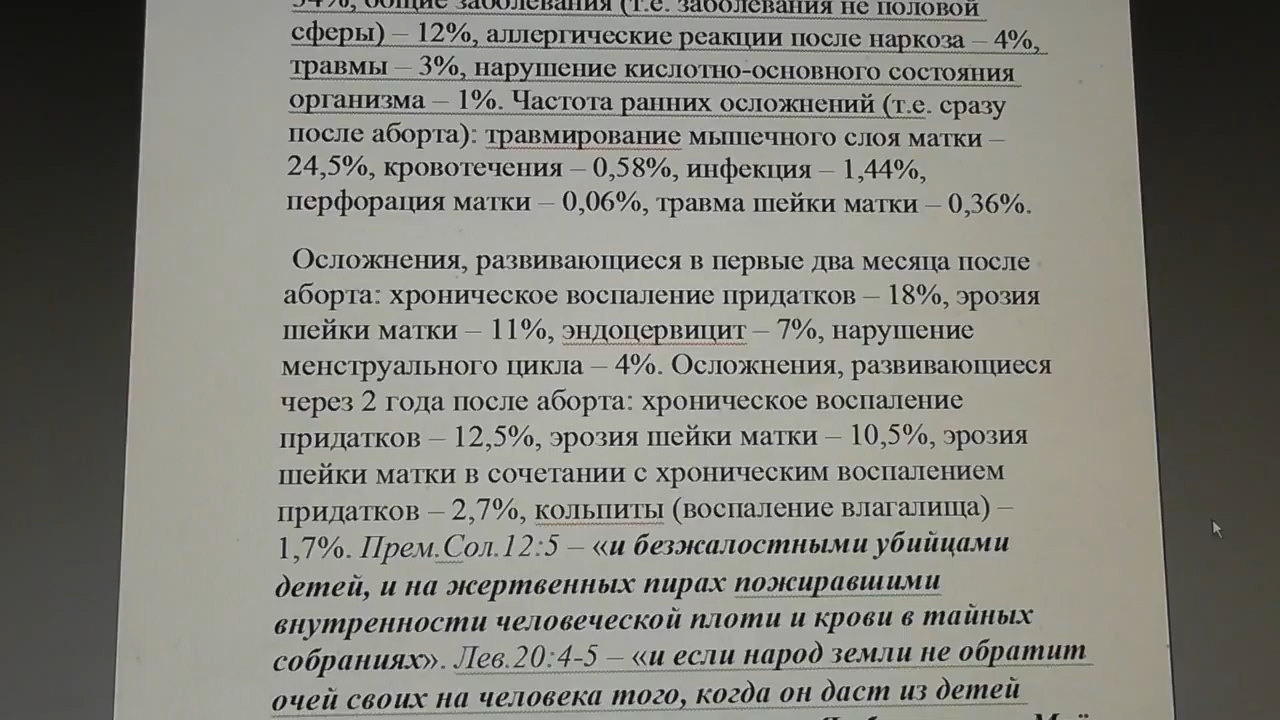 34%, общие заболевания (т.е. заболевания не половой
сферы) – 12%, аллергические реакции после наркоза – 4%,
травмы – 3%, нарушение кислотно-основного состояния
организма – 1%. Частота ранних осложнений (т.е. сразу
после аборта): травмирование мышечного слоя матки –
24,5%, кровотечения – 0,58%, инфекция – 1,44%,
перфорация матки – 0,06%, травма шейки матки – 0,36%.
Осложнения, развивающиеся в первые два месяца после
аборта: хроническое воспаление придатков – 18%, эрозия
шейки матки – 11%, эндоцервицит – 7%, нарушение
менструального цикла – 4%. Осложнения, развивающиеся
через 2 года после аборта: хроническое воспаление
придатков – 12,5%, эрозия шейки матки – 10,5%, эрозия
шейки матки в сочетании с хроническим воспалением
придатков – 2,7%, кольпиты (воспаление влагалища) –
1,7%. Прем.Сол.12:5 – «и безжалостными убийцами
детей, и на жертвенных пирах пожиравшими
внутренности человеческой плоти и крови в тайных
собраниях». Лев.20:4-5 – «и если народ земли не обратит
очей своих на человека того, когда он даст из детей